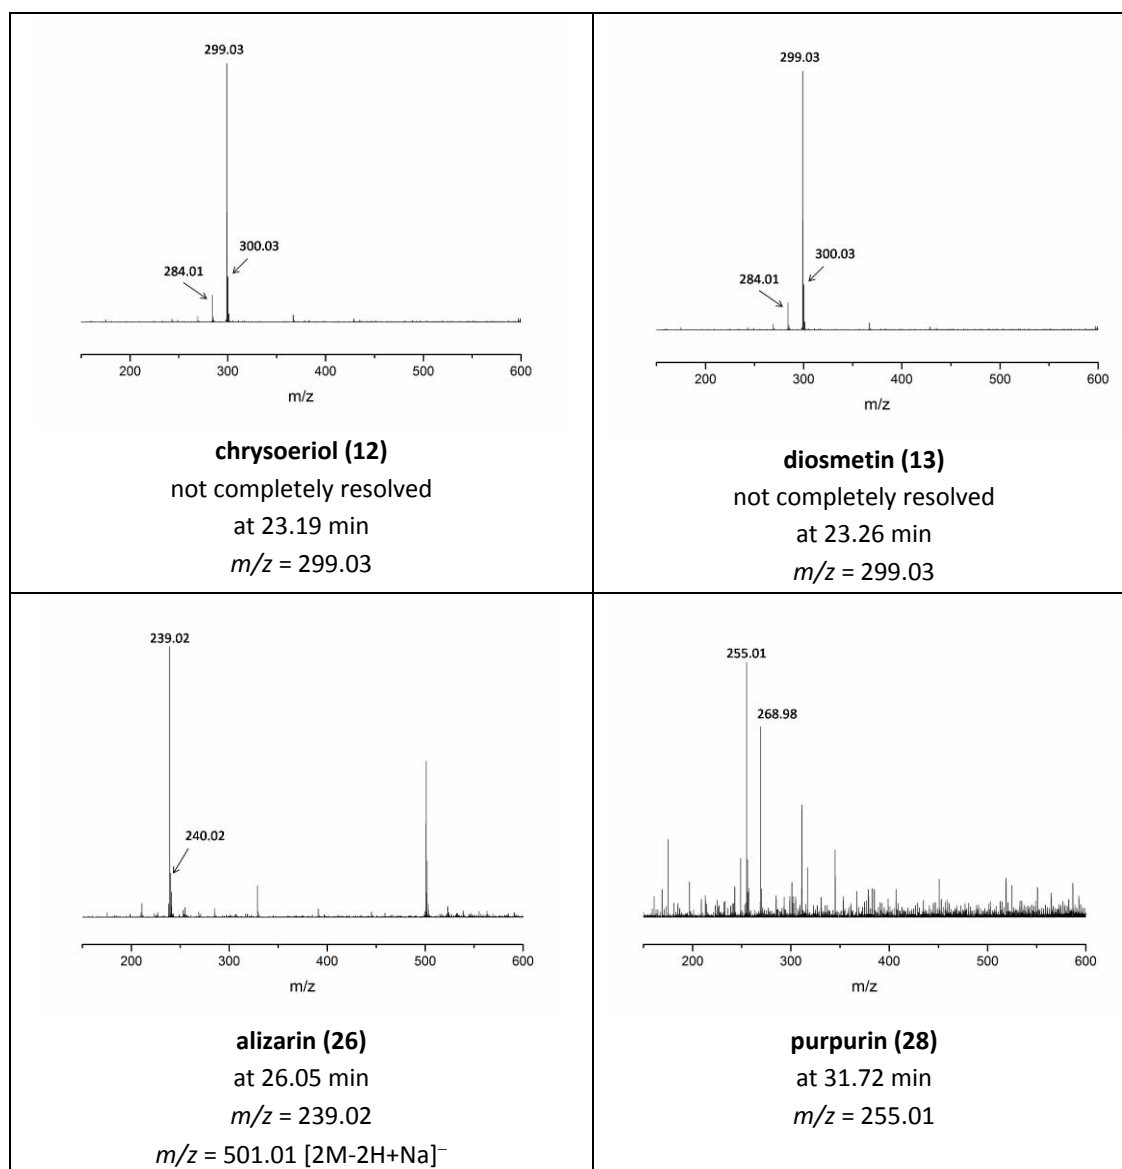 299.03
300.03
284.01
200 300 400 500 600
m/z
chrysoeriol (12)
not completely resolved
at 23.19 min
m/z = 299.03
299.03
300.03
284.01
200 300 400 500 600
m/z
diosmetin (13)
not completely resolved
at 23.26 min
m/z = 299.03
239.02
240.02
200 300 400 500 600
m/z
alizarin (26)
at 26.05 min
m/z = 239.02
m/z = 501.01 [2M-2H+Na]⁻
255.01
268.98
200 300 400 500 600
m/z
purpurin (28)
at 31.72 min
m/z = 255.01